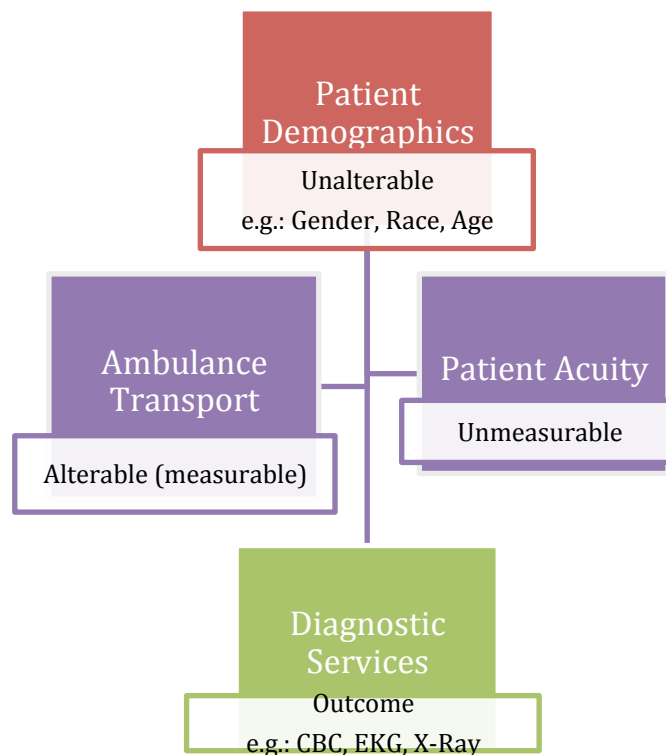 Patient
Demographics
Unalterable
e.g.: Gender, Race, Age
Ambulance
Transport
Alterable (measurable)
Patient Acuity
Unmeasurable
Diagnostic
Services
Outcome
e.g.: CBC, EKG, X-Ray